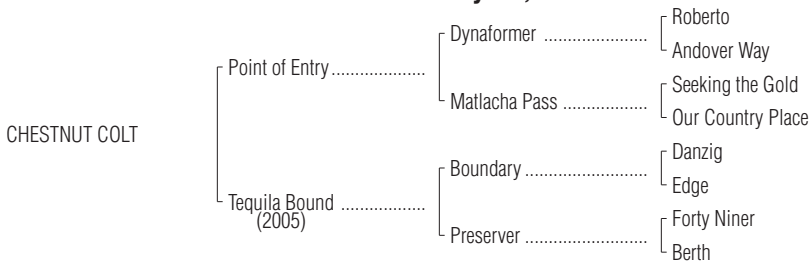 Roberto
Dynaformer ....................
Andover Way
Point of Entry....................
Seeking the Gold
Matlacha Pass .................
Our Country Place
CHESTNUT COLT
Danzig
Boundary ........................
Edge
Tequila Bound .................
(2005)
Forty Niner
Preserver ........................
Berth